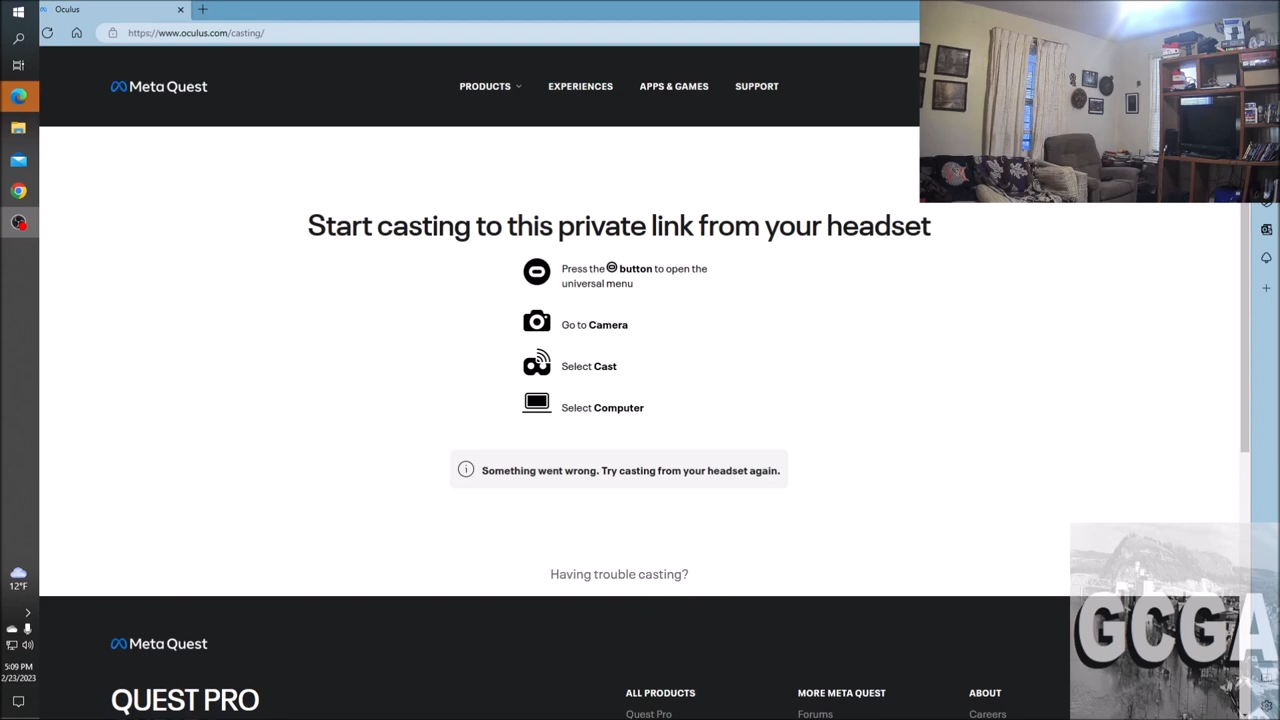 Oculus
https://www.oculus.com/casting/
Meta Quest
PRODUCTS
EXPERIENCES
APPS & GAMES
SUPPORT
Start casting to this private link from your headset
Press the button to open the
universal menu
Go to Camera
Select Cast
Select Computer
Something went wrong. Try casting from your headset again.
Having trouble casting?
12°F
5:09 PM
2/23/2023
Meta Quest
QUEST PRO
ALL PRODUCTS
Quest Pro
MORE META QUEST
Forums
ABOUT
Careers
GCGA